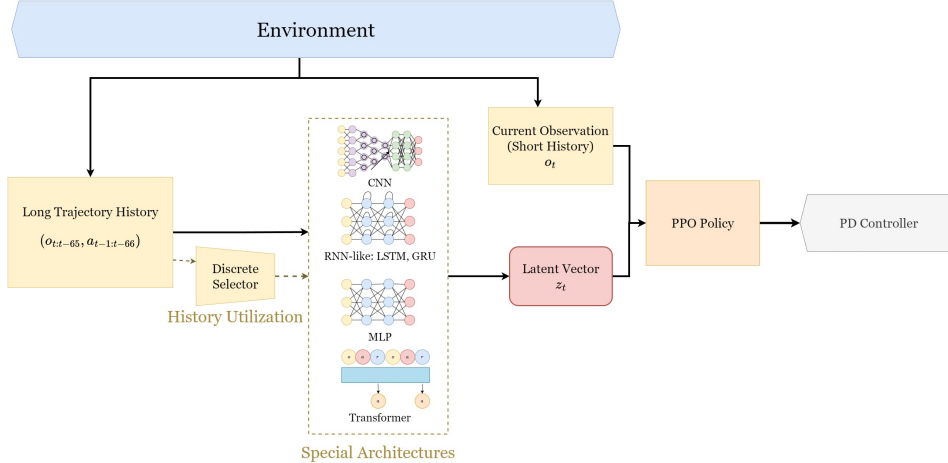 Environment
Current Observation
(Short History)
o_t
Long Trajectory History
(o_{t:t-65}, a_{t-1:t-66})
Discrete
Selector
History Utilization
CNN
RNN-like: LSTM, GRU
MLP
Transformer
Special Architectures
Latent Vector
z_t
PPO Policy
PD Controller